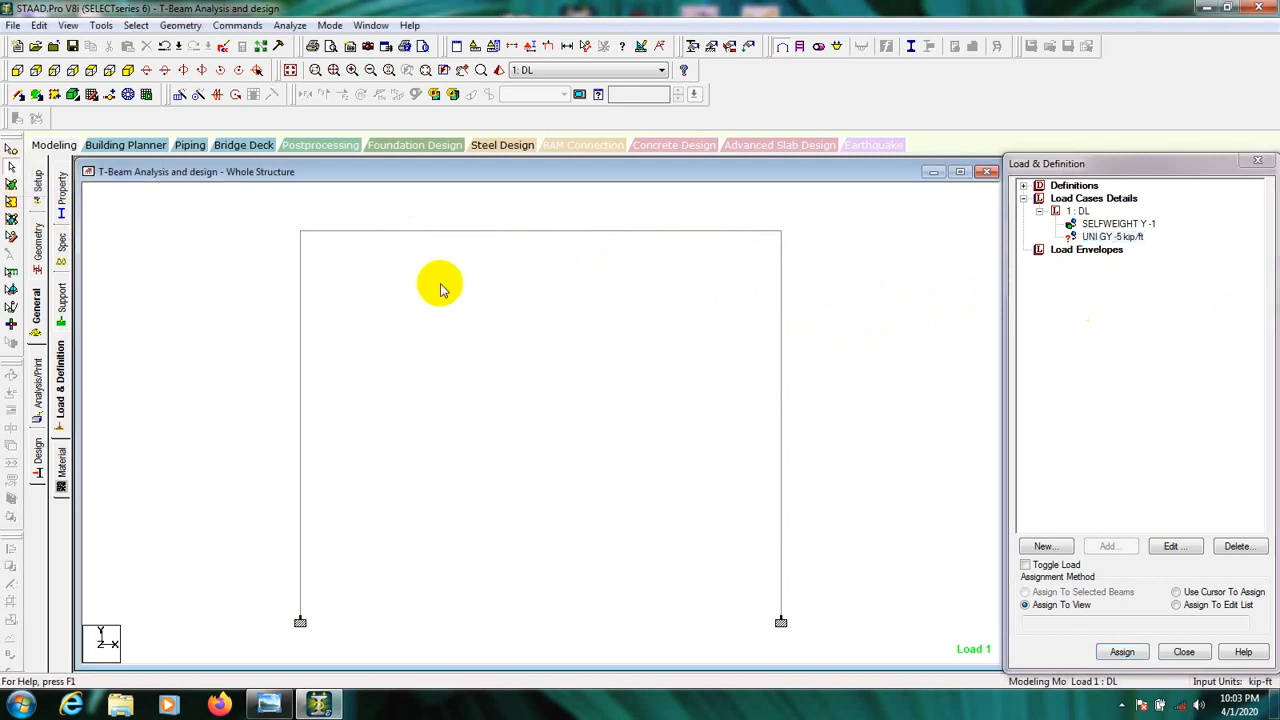 STAAD.Pro V8i (SELECTseries 6) - T-Beam Analysis and design
File Edit View Tools Select Geometry Commands Analyze Mode Window Help
1: DL
Modeling Building Planner Piping Bridge Deck Postprocessing Foundation Design Steel Design RAM Connection Concrete Design Advanced Slab Design Earthquake
T-Beam Analysis and design - Whole Structure
Load & Definition
Setup
Geometry
General
Analysis/Print
Design
Property
Spec
Support
Load & Definition
Material
Definitions
Load Cases Details
1 : DL
SELFWEIGHT Y -1
UNI GY -5 kip/ft
Load Envelopes
New... Add... Edit ... Delete...
Toggle Load
Assignment Method
Assign To Selected Beams Use Cursor To Assign
Assign To View Assign To Edit List
Assign Close Help
Y
Z X
Load 1
For Help, press F1 Modeling Mo Load 1 : DL Input Units: kip-ft
10:03 PM
4/1/2020